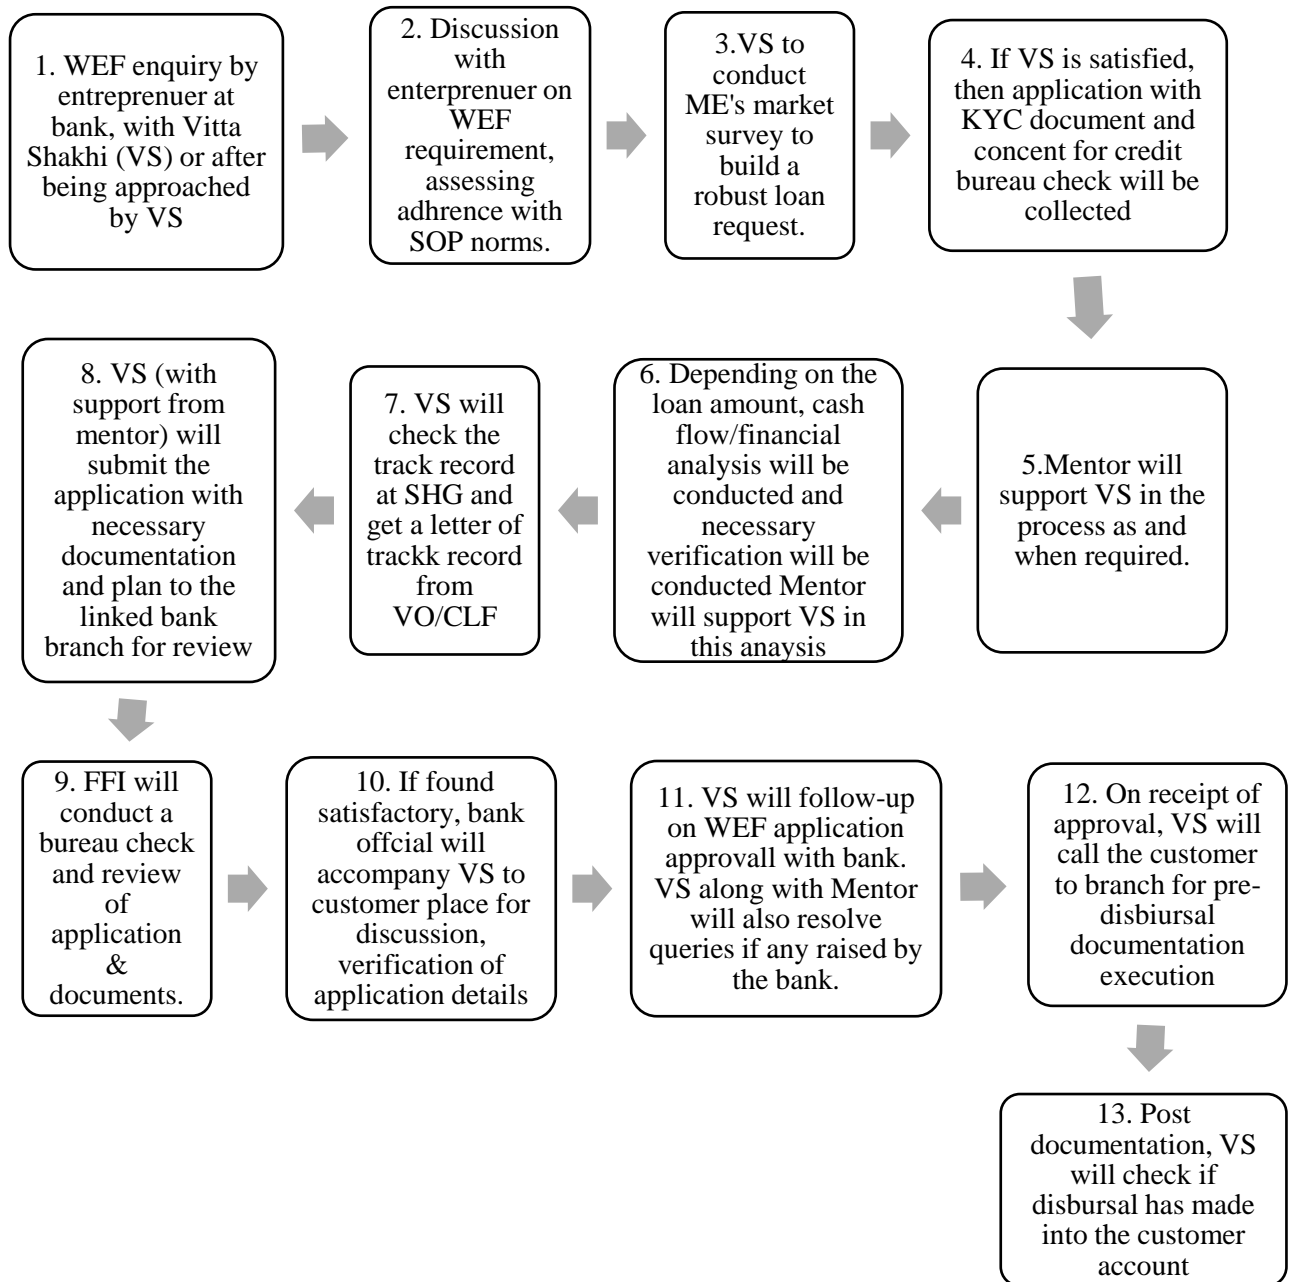 1. WEF enquiry by
entreprenuer at
bank, with Vitta
Shakhi (VS) or after
being approached
by VS
2. Discussion
with
enterprenuer on
WEF
requirement,
assessing
adhrence with
SOP norms.
3.VS to
conduct
ME's market
survey to
build a
robust loan
request.
4. If VS is satisfied,
then application with
KYC document and
concent for credit
bureau check will be
collected
5.Mentor will
support VS in the
process as and
when required.
6. Depending on the
loan amount, cash
flow/financial
analysis will be
conducted and
necessary
verification will be
conducted Mentor
will support VS in
this anaysis
7. VS will
check the
track record
at SHG and
get a letter of
trackk record
from
VO/CLF
8. VS (with
support from
mentor) will
submit the
application with
necessary
documentation
and plan to the
linked bank
branch for review
9. FFI will
conduct a
bureau check
and review
of
application
&
documents.
10. If found
satisfactory, bank
offcial will
accompany VS to
customer place for
discussion,
verification of
application details
11. VS will follow-up
on WEF application
approvall with bank.
VS along with Mentor
will also resolve
queries if any raised by
the bank.
12. On receipt of
approval, VS will
call the customer
to branch for pre-
disbiursal
documentation
execution
13. Post
documentation, VS
will check if
disbursal has made
into the customer
account